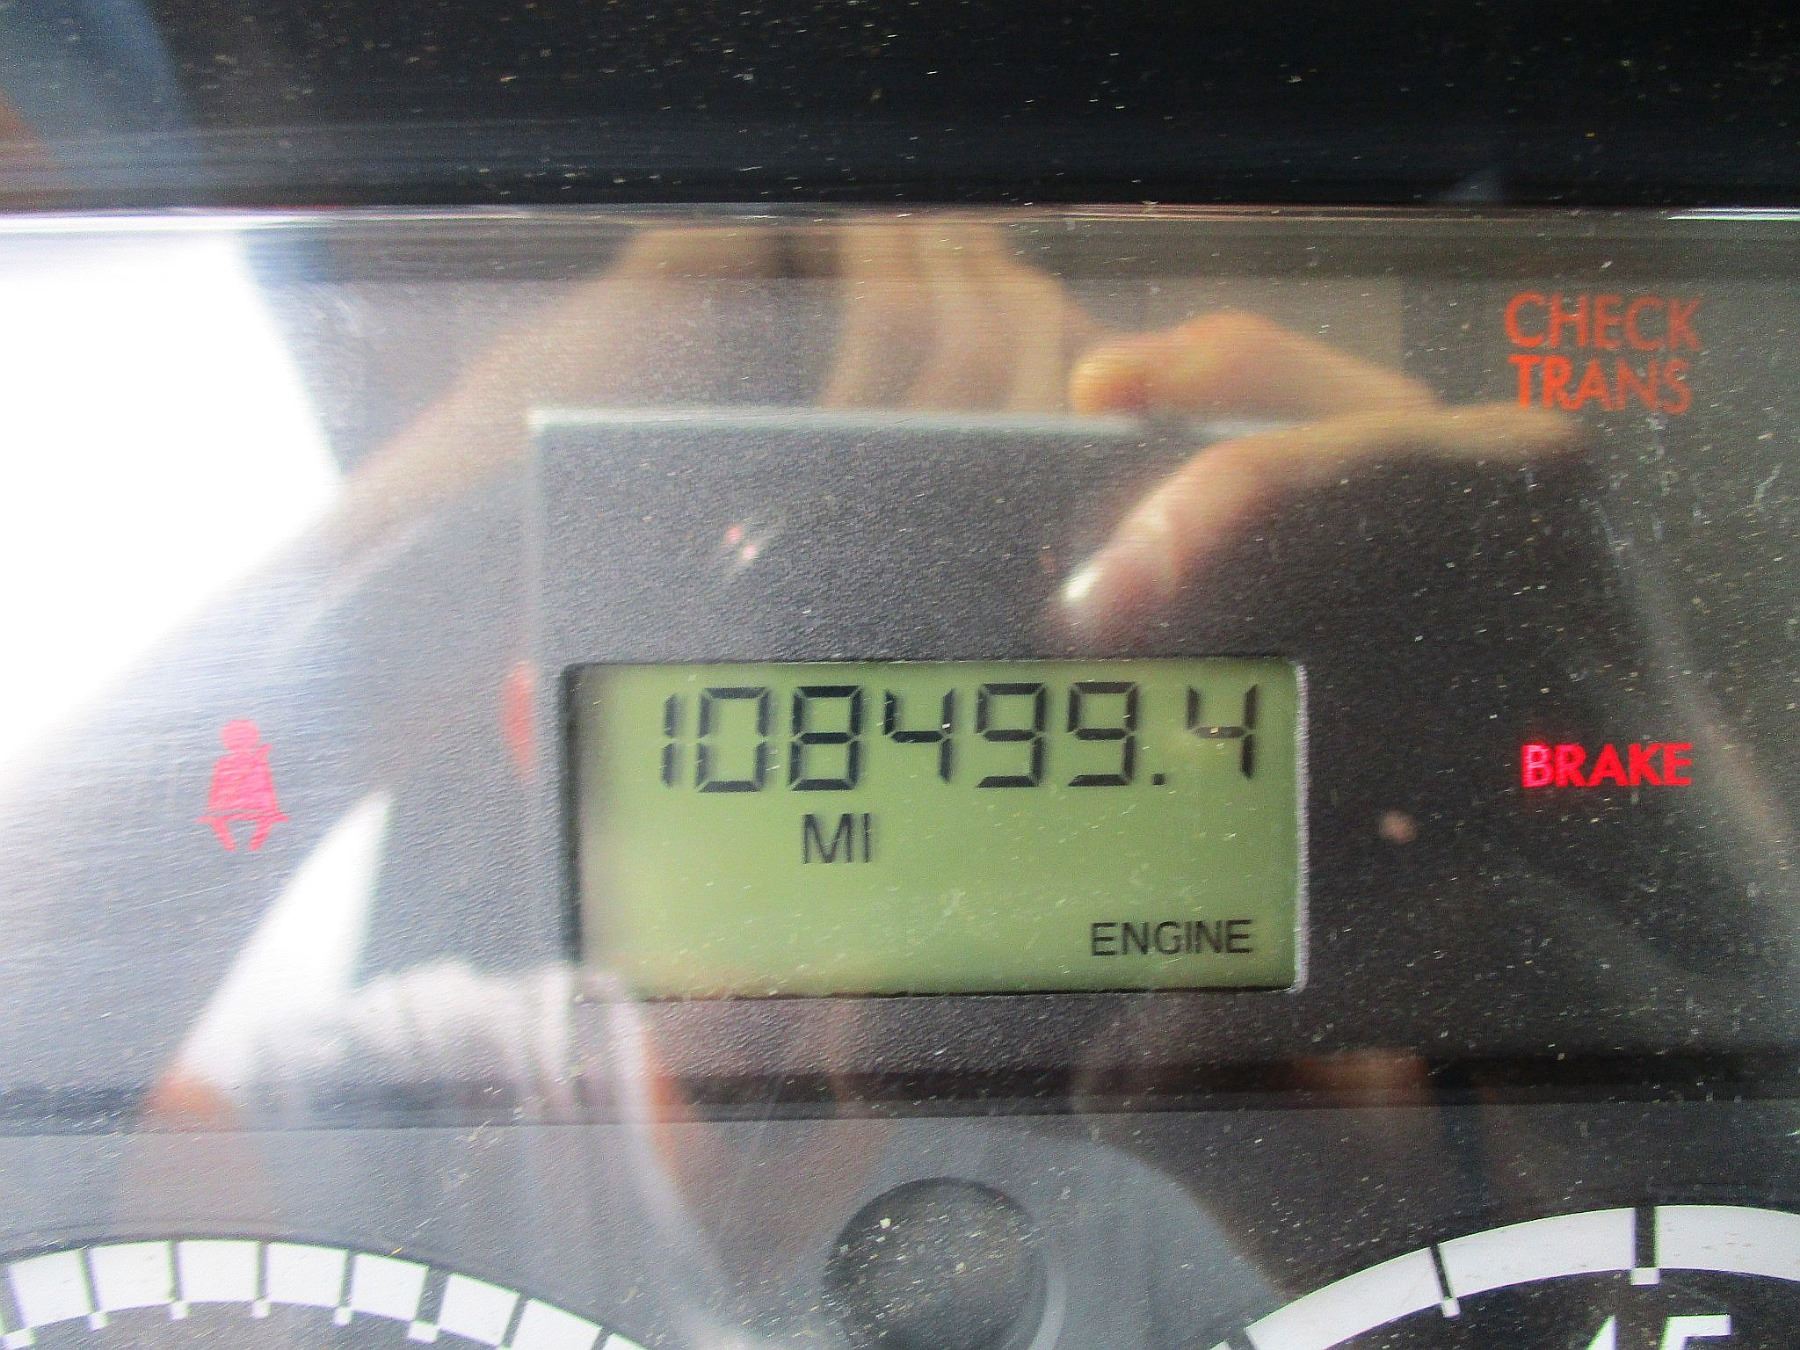 CHECK
TRANS
108499.4
BRAKE
MI
ENGINE